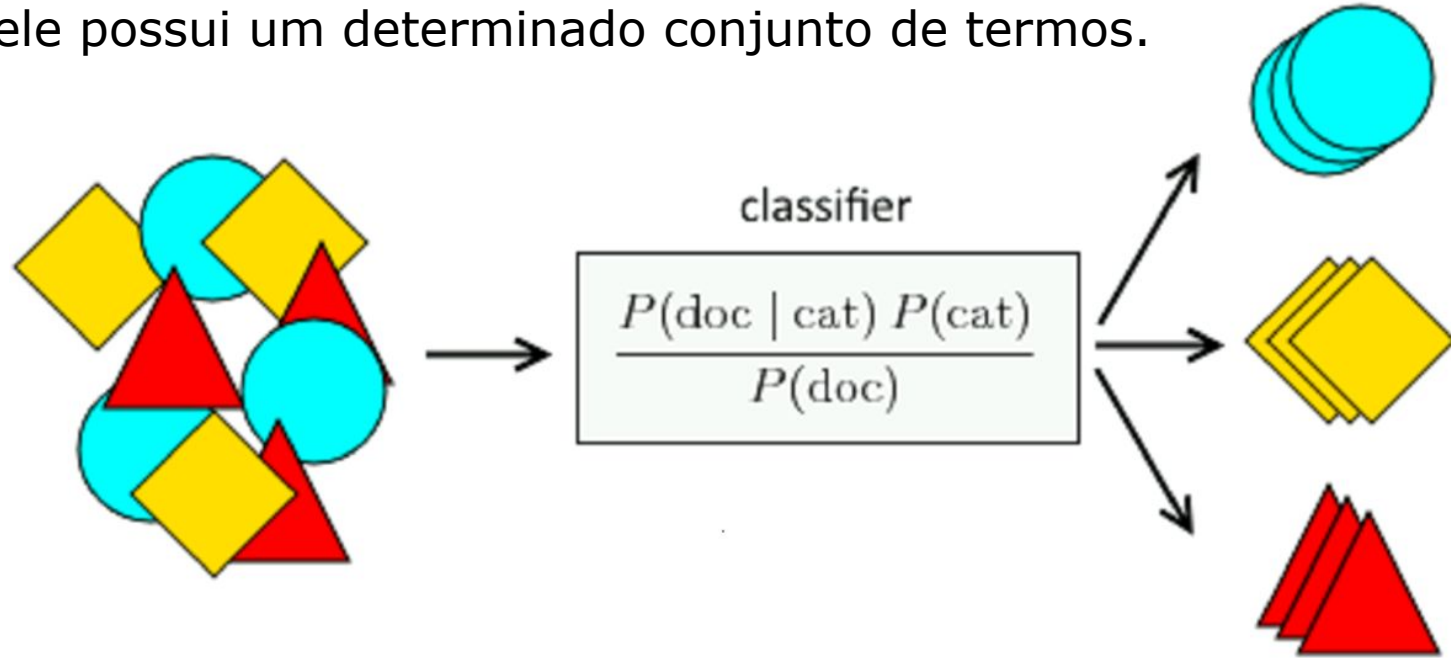 ele possui um determinado conjunto de termos.
classifier
P(doc | cat) P(cat)
P(doc)